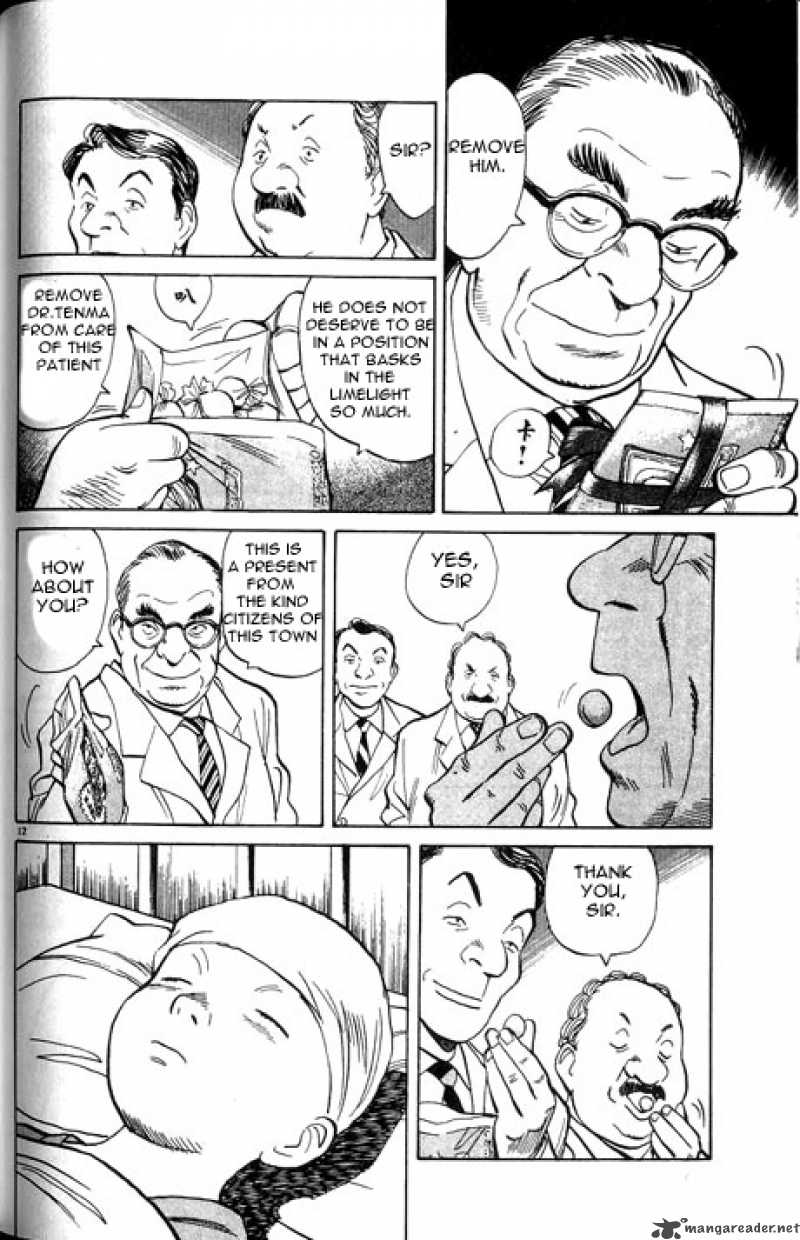 REMOVE
HIM.
卡!
SIR?
HE DOES NOT
DESERVE TO BE
IN A POSITION
THAT BASKS
IN THE
LIMELIGHT
SO MUCH.
叭
REMOVE
DR.TENMA
FROM CARE
OF THIS
PATIENT
YES,
SIR
THIS IS
A PRESENT
FROM
THE KIND
CITIZENS OF
THIS TOWN
HOW
ABOUT
YOU?
12
THANK
YOU,
SIR.
mangareader.net